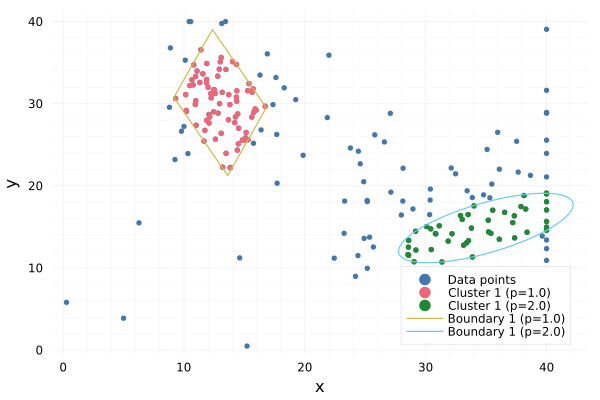 40
30
20
10
0
y
Data points
Cluster 1 (p=1.0)
Cluster 1 (p=2.0)
Boundary 1 (p=1.0)
Boundary 1 (p=2.0)
0 10 20 30 40
x